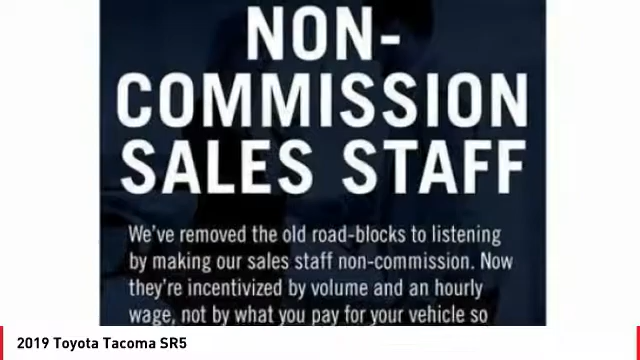 NON-
COMMISSION
SALES STAFF
We've removed the old road-blocks to listening
by making our sales staff non-commission. Now
they're incentivized by volume and an hourly
wage, not by what you pay for your vehicle so
2019 Toyota Tacoma SR5